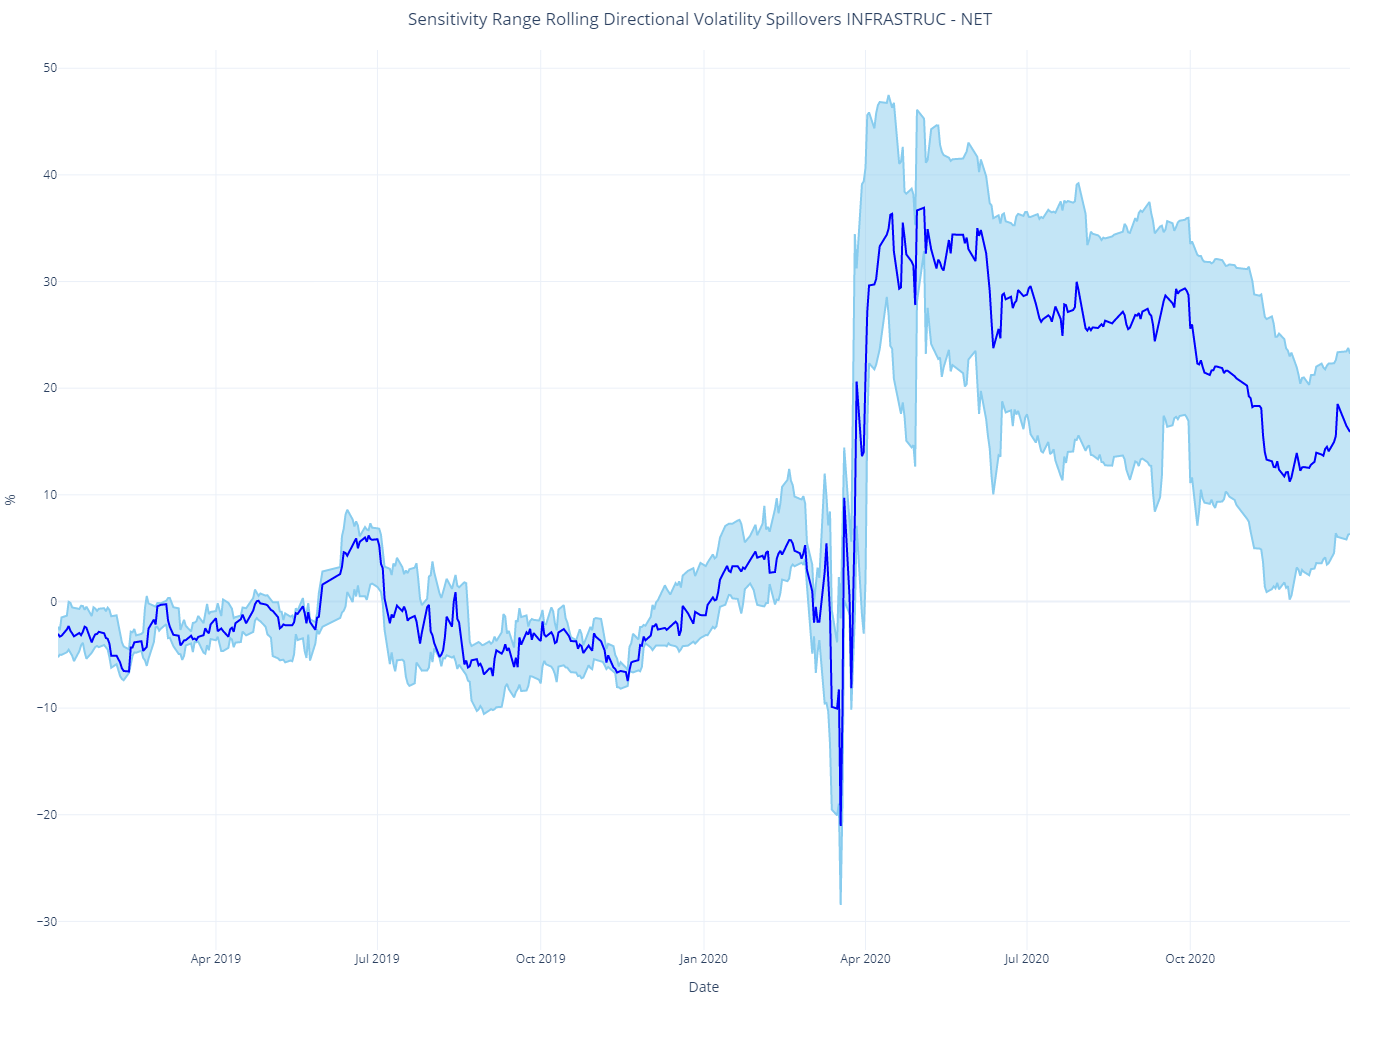 Sensitivity Range Rolling Directional Volatility Spillovers INFRASTRUC - NET
50
40
30
20
10
0
−10
−20
−30
%
Apr 2019
Jul 2019
Oct 2019
Jan 2020
Apr 2020
Jul 2020
Oct 2020
Date